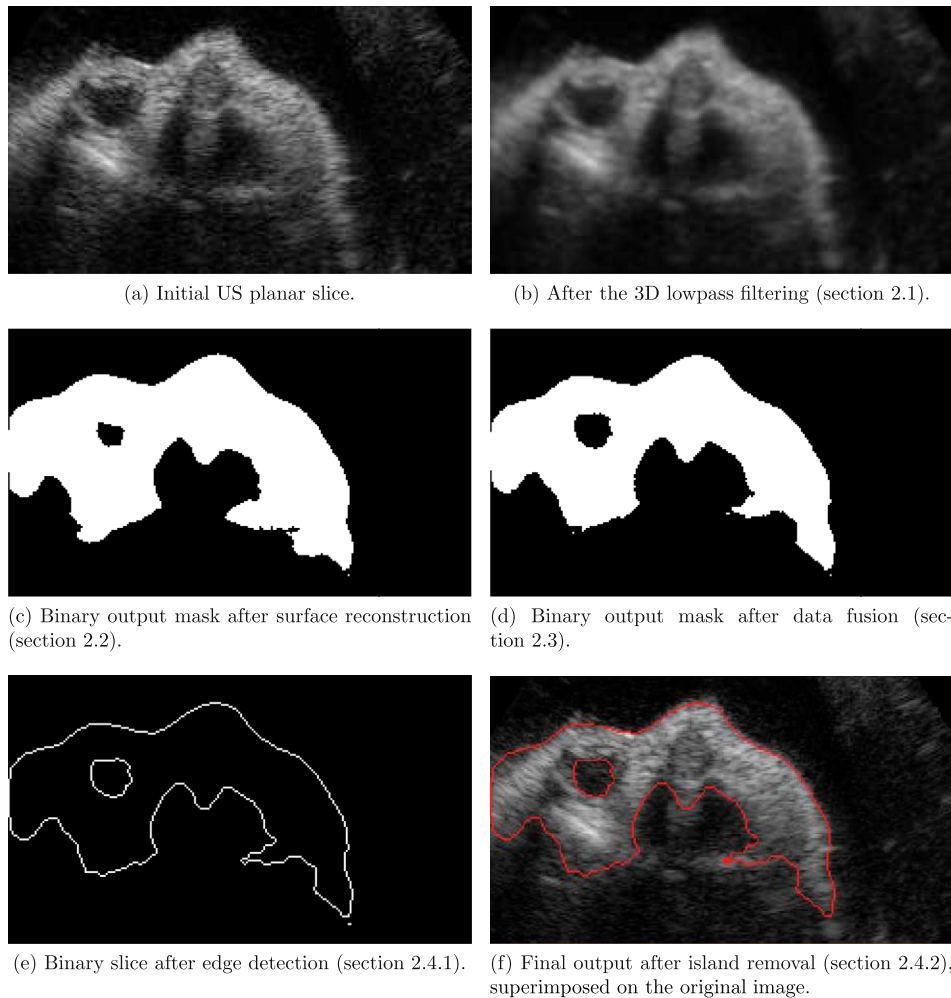 (a) Initial US planar slice.
(b) After the 3D lowpass filtering (section 2.1).
(c) Binary output mask after surface reconstruction
(section 2.2).
(d) Binary output mask after data fusion (sec-
tion 2.3).
(e) Binary slice after edge detection (section 2.4.1).
(f) Final output after island removal (section 2.4.2),
superimposed on the original image.